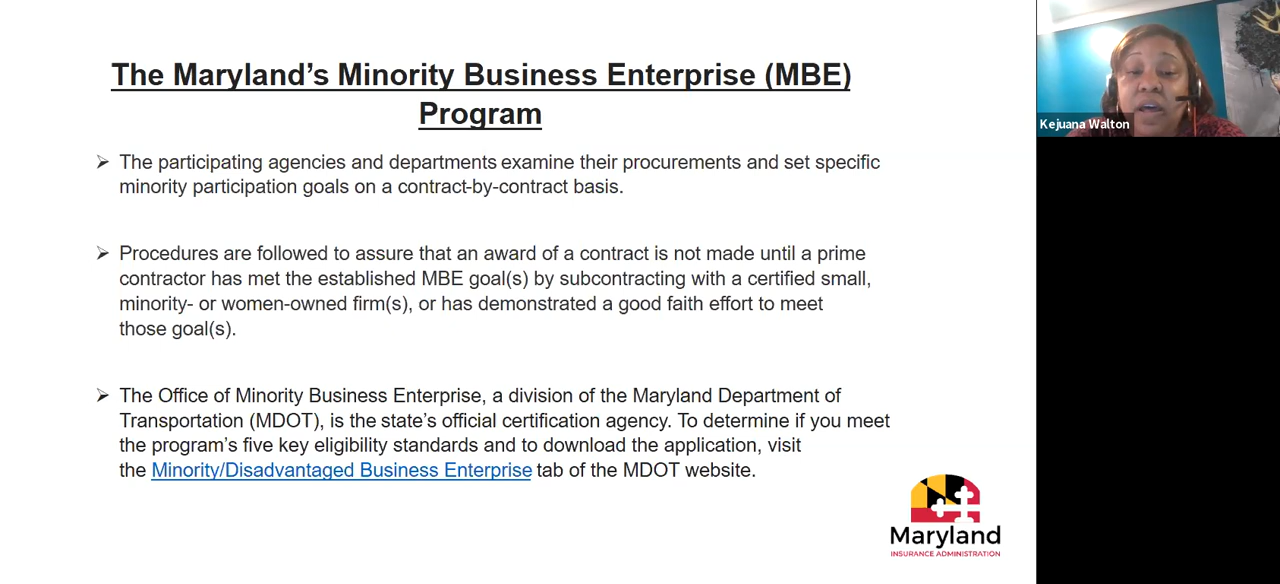 The Maryland's Minority Business Enterprise (MBE)
Program
➢ The participating agencies and departments examine their procurements and set specific
minority participation goals on a contract-by-contract basis.
➢ Procedures are followed to assure that an award of a contract is not made until a prime
contractor has met the established MBE goal(s) by subcontracting with a certified small,
minority- or women-owned firm(s), or has demonstrated a good faith effort to meet
those goal(s).
➢ The Office of Minority Business Enterprise, a division of the Maryland Department of
Transportation (MDOT), is the state's official certification agency. To determine if you meet
the program's five key eligibility standards and to download the application, visit
the Minority/Disadvantaged Business Enterprise tab of the MDOT website.
Maryland
INSURANCE ADMINISTRATION
Kejuana Walton